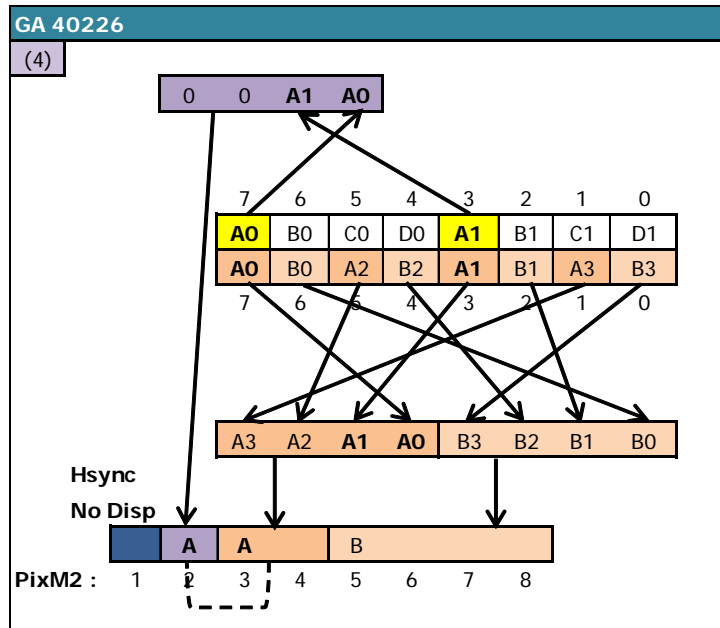 GA 40226
(4)
0 0 A1 A0
7 6 5 4 3 2 1 0
A0 B0 C0 D0 A1 B1 C1 D1
A0 B0 A2 B2 A1 B1 A3 B3
7 6 5 4 3 2 1 0
A3 A2 A1 A0 B3 B2 B1 B0
Hsync
No Disp
A A B
PixM2 : 1 2 3 4 5 6 7 8